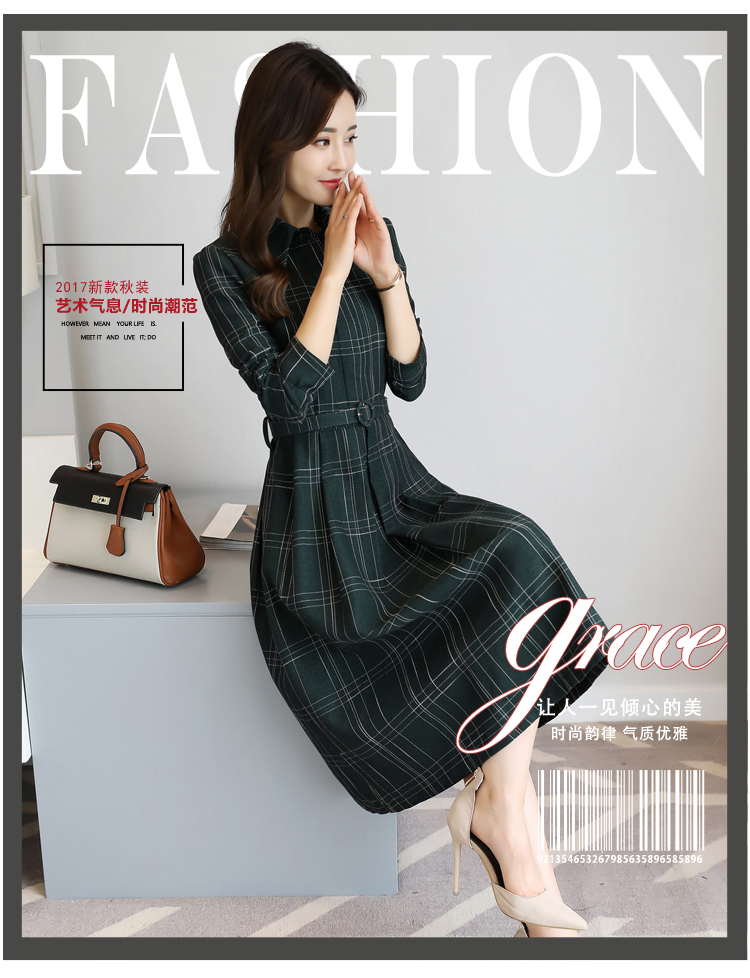 FASHION
2017新款秋装
艺术气息/时尚潮范
HOWEVER MEAN YOUR LIFE IS.
MEET IT AND LIVE IT; DO
grace
让人一见倾心的美
时尚韵律 气质优雅
92135465326798563589658589​6